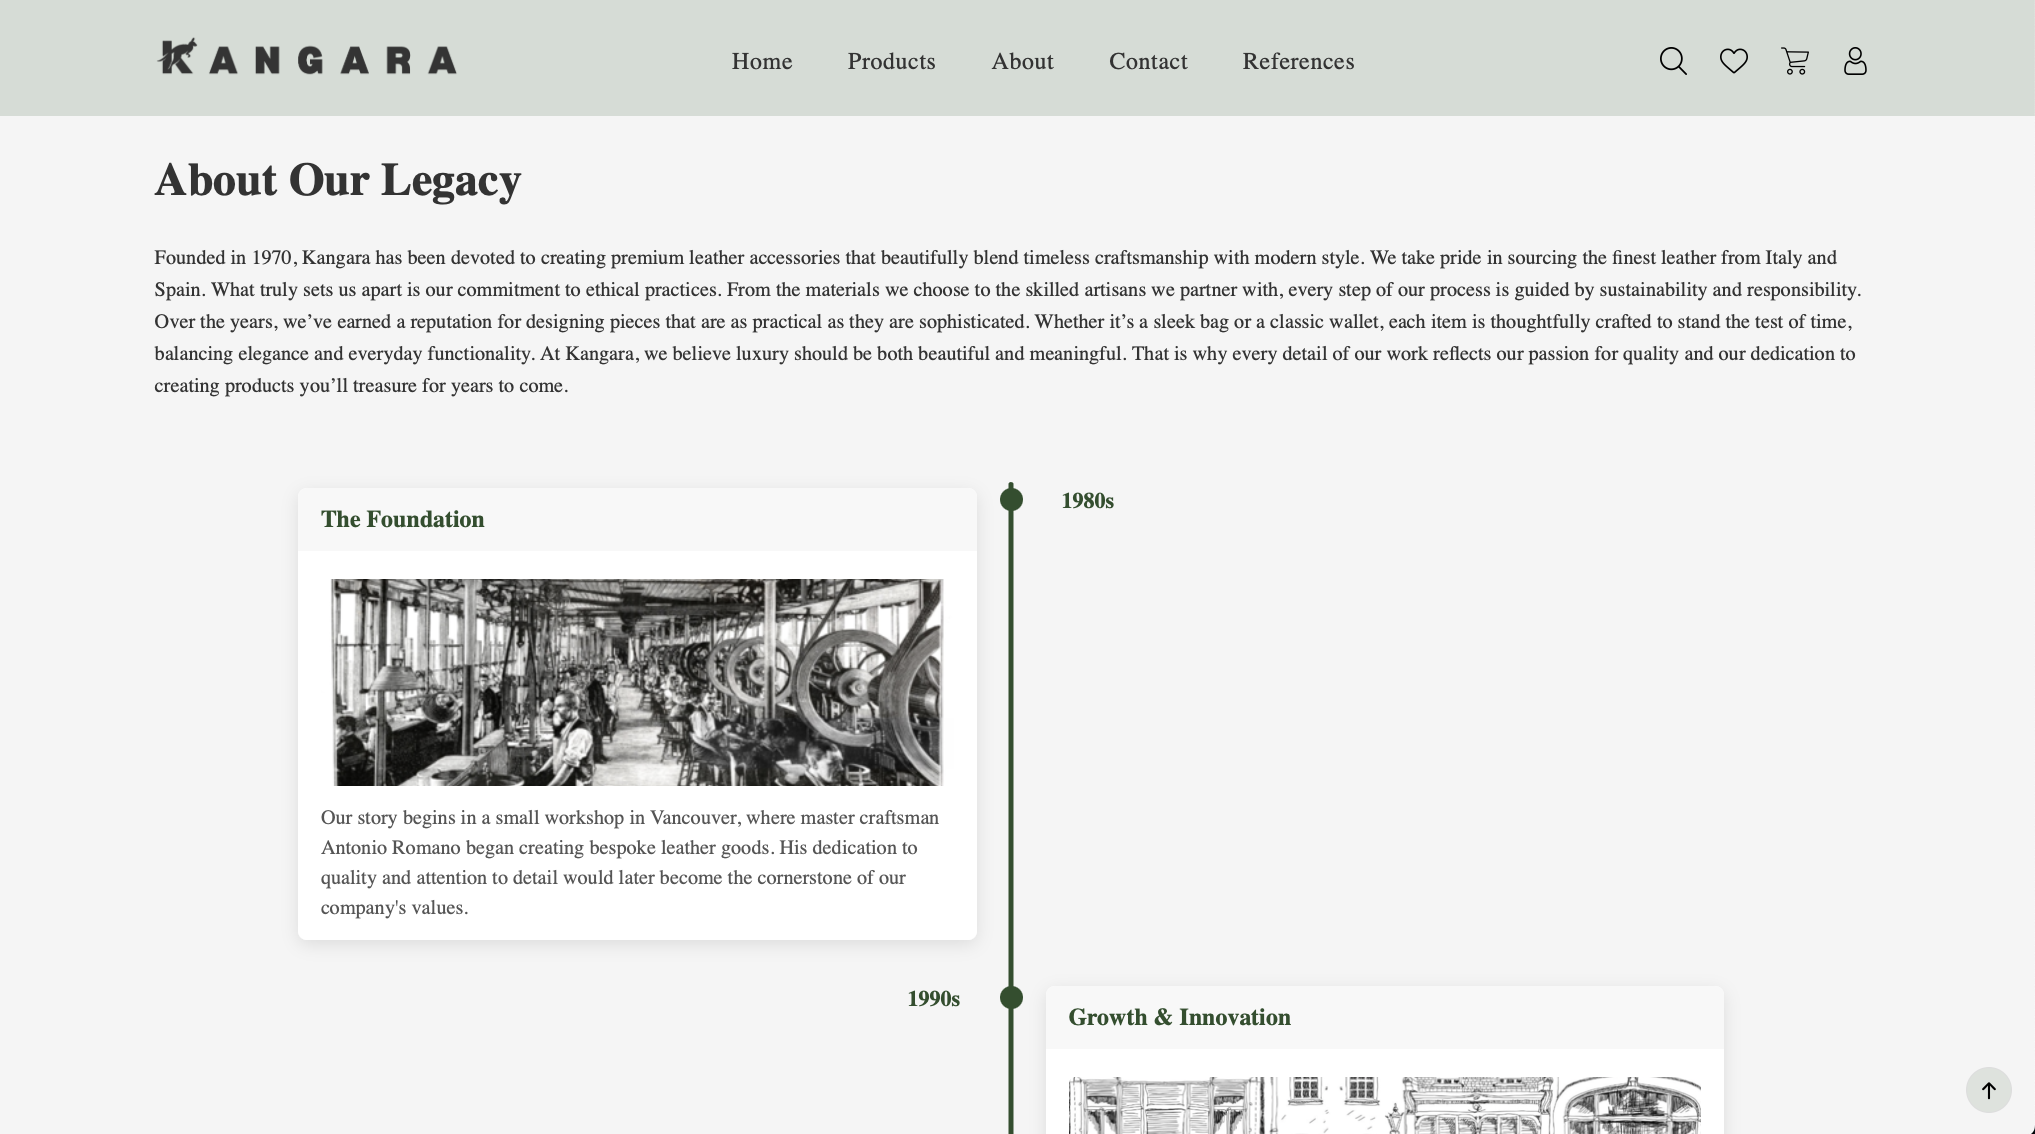 KANGARA
Home Products About Contact References
About Our Legacy
Founded in 1970, Kangara has been devoted to creating premium leather accessories that beautifully blend timeless craftsmanship with modern style. We take pride in sourcing the finest leather from Italy and
Spain. What truly sets us apart is our commitment to ethical practices. From the materials we choose to the skilled artisans we partner with, every step of our process is guided by sustainability and responsibility.
Over the years, we’ve earned a reputation for designing pieces that are as practical as they are sophisticated. Whether it’s a sleek bag or a classic wallet, each item is thoughtfully crafted to stand the test of time,
balancing elegance and everyday functionality. At Kangara, we believe luxury should be both beautiful and meaningful. That is why every detail of our work reflects our passion for quality and our dedication to
creating products you’ll treasure for years to come.
The Foundation
1980s
Our story begins in a small workshop in Vancouver, where master craftsman
Antonio Romano began creating bespoke leather goods. His dedication to
quality and attention to detail would later become the cornerstone of our
company's values.
1990s
Growth & Innovation